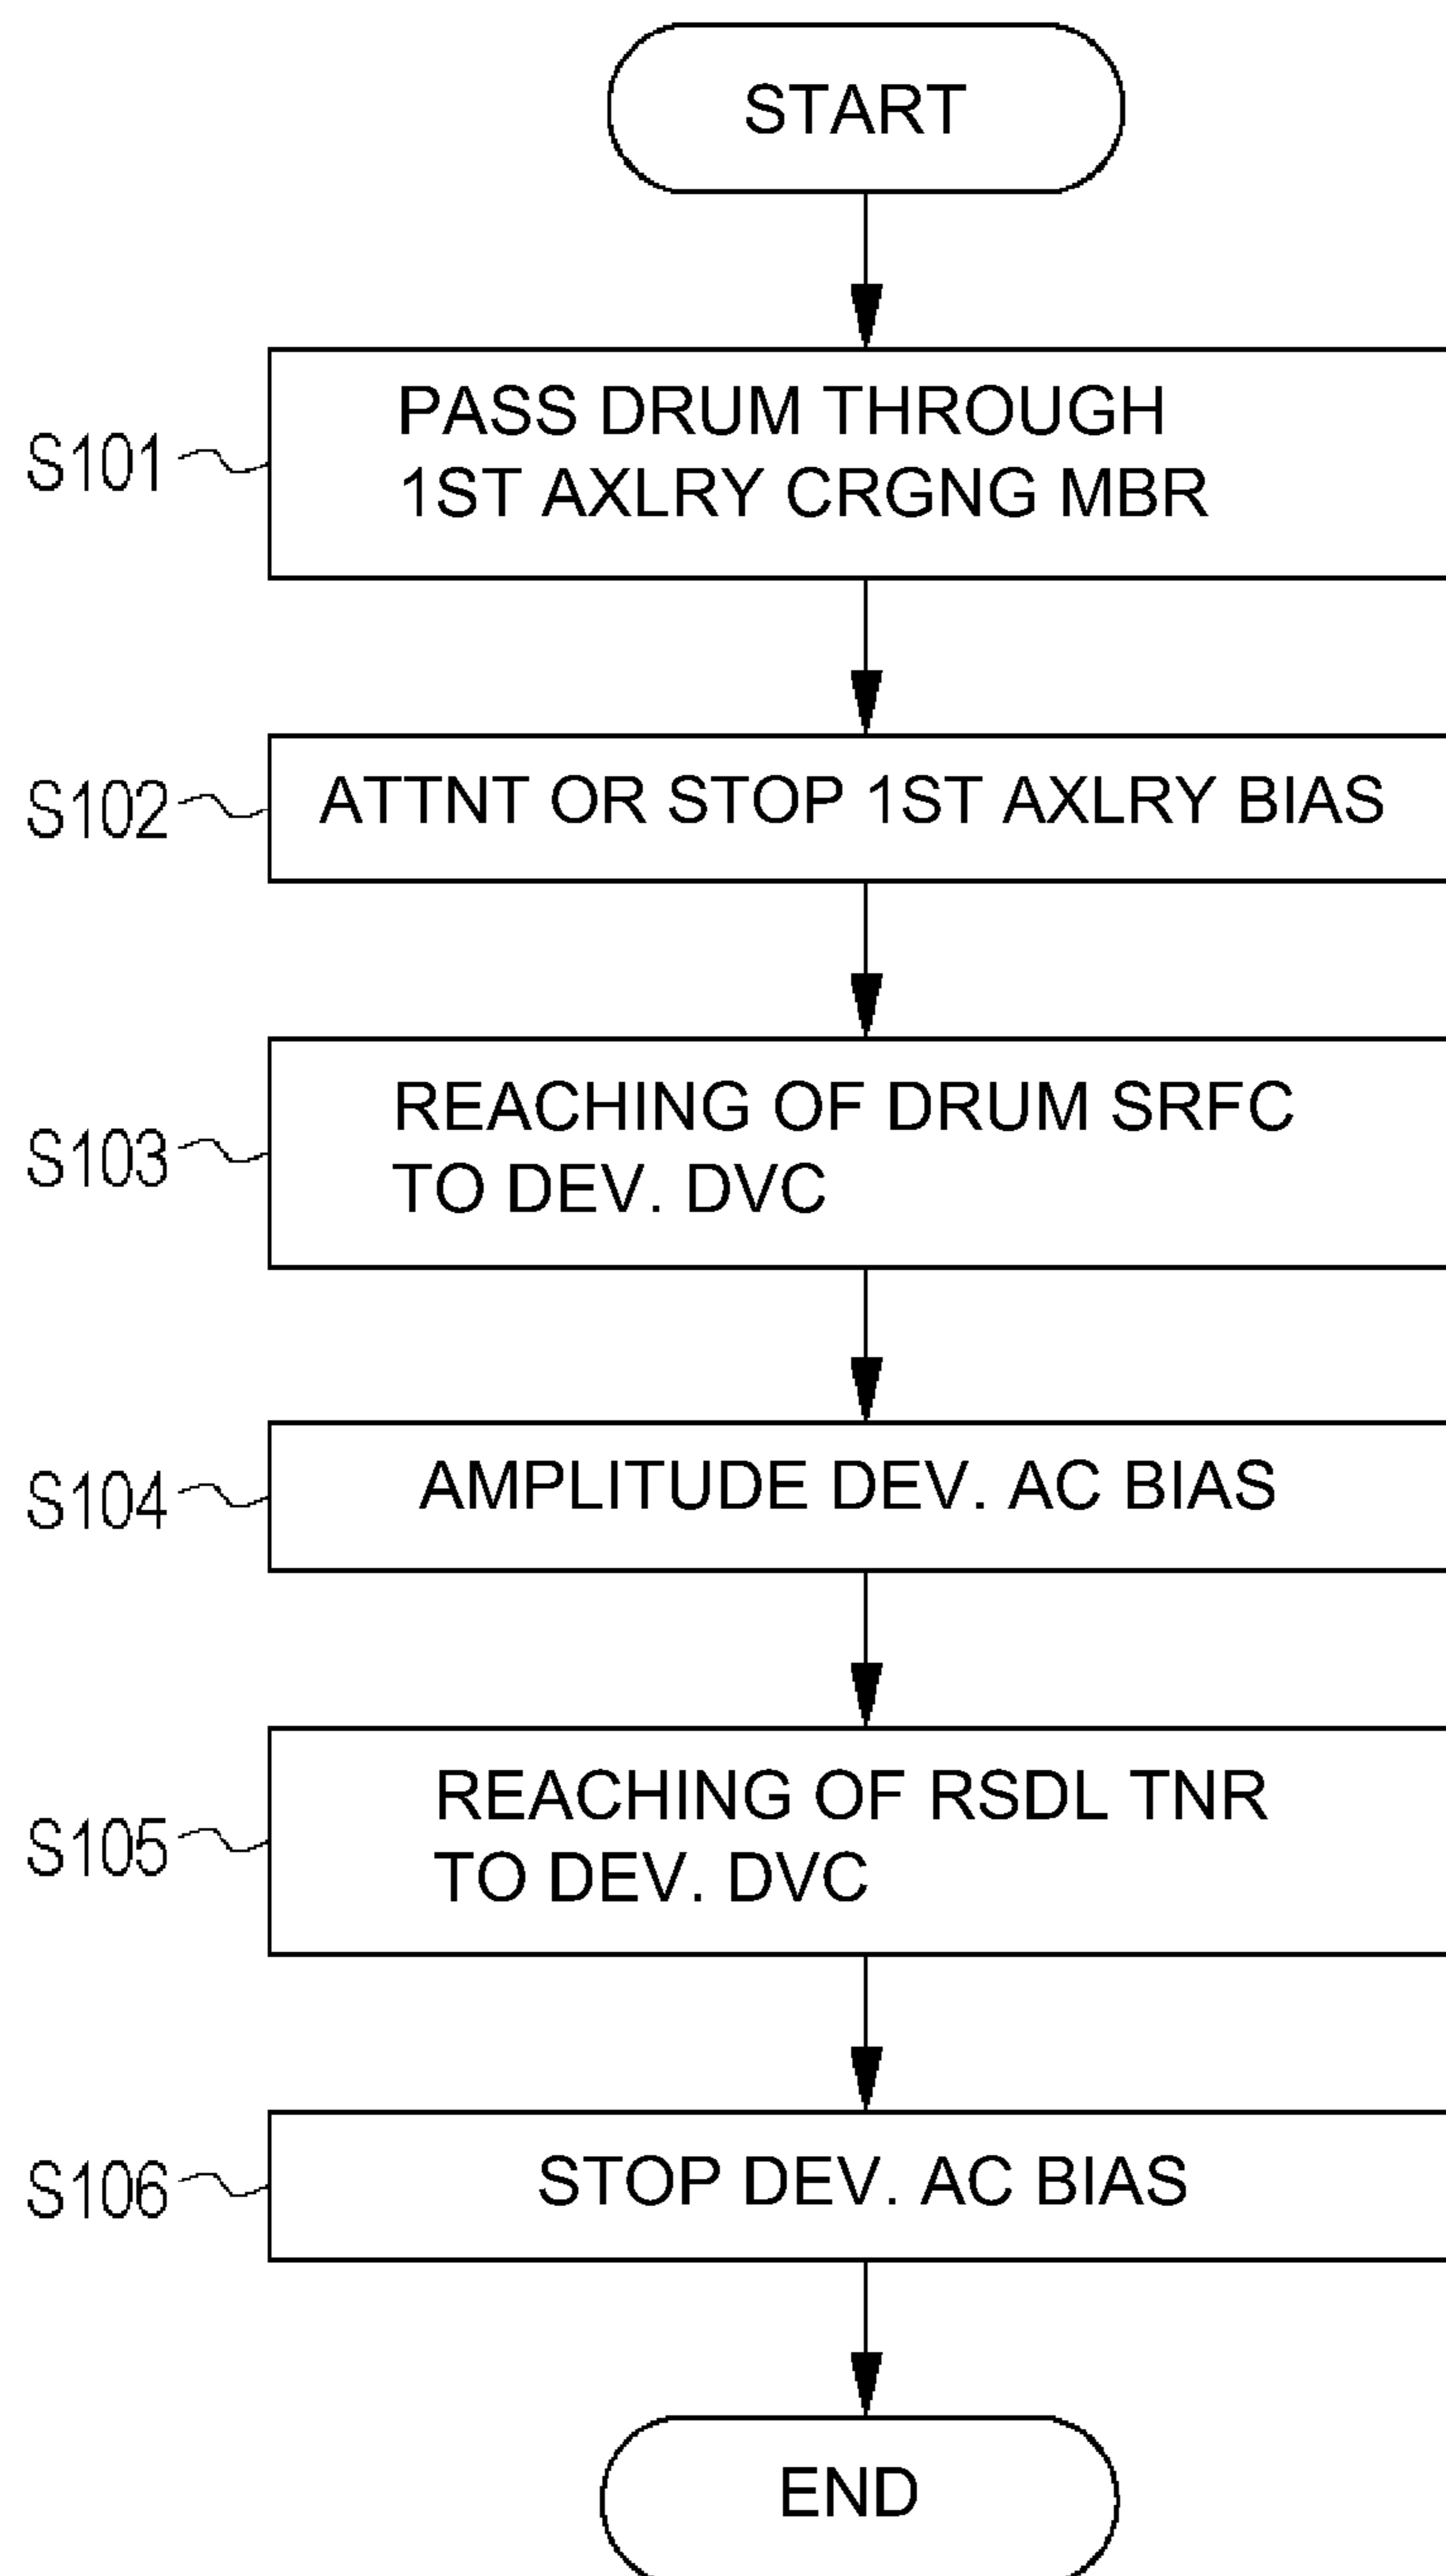 START
S101
PASS DRUM THROUGH
1ST AXLRY CRGNG MBR
S102
ATTNT OR STOP 1ST AXLRY BIAS
S103
REACHING OF DRUM SRFC
TO DEV. DVC
S104
AMPLITUDE DEV. AC BIAS
S105
REACHING OF RSDL TNR
TO DEV. DVC
S106
STOP DEV. AC BIAS
END